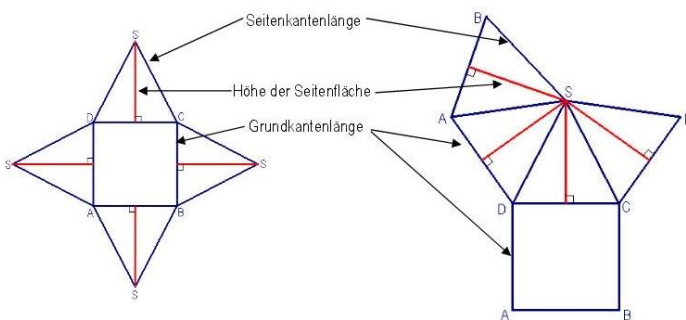 Seitenkantenlänge
Höhe der Seitenfläche
Grundkantenlänge
S
D C
S S
A B
S
B
S
A
D C
A B